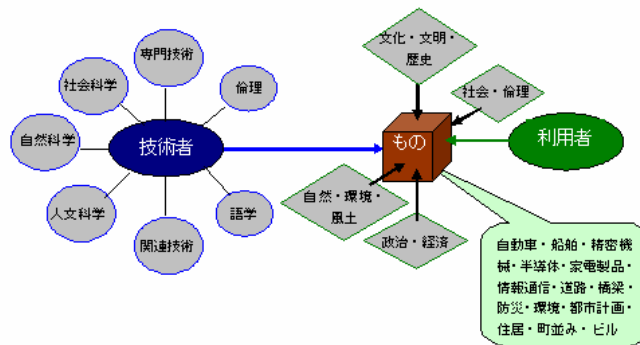 専門技術
社会科学
倫理
自然科学
技術者
人文科学
語学
関連技術
文化・文明・
歴史
社会・倫理
もの
利用者
自然・環境・
風土
政治・経済
自動車・船舶・精密機
械・半導体・家電製品・
情報通信・道路・橋梁・
防災・環境・都市計画・
住居・町並み・ビル